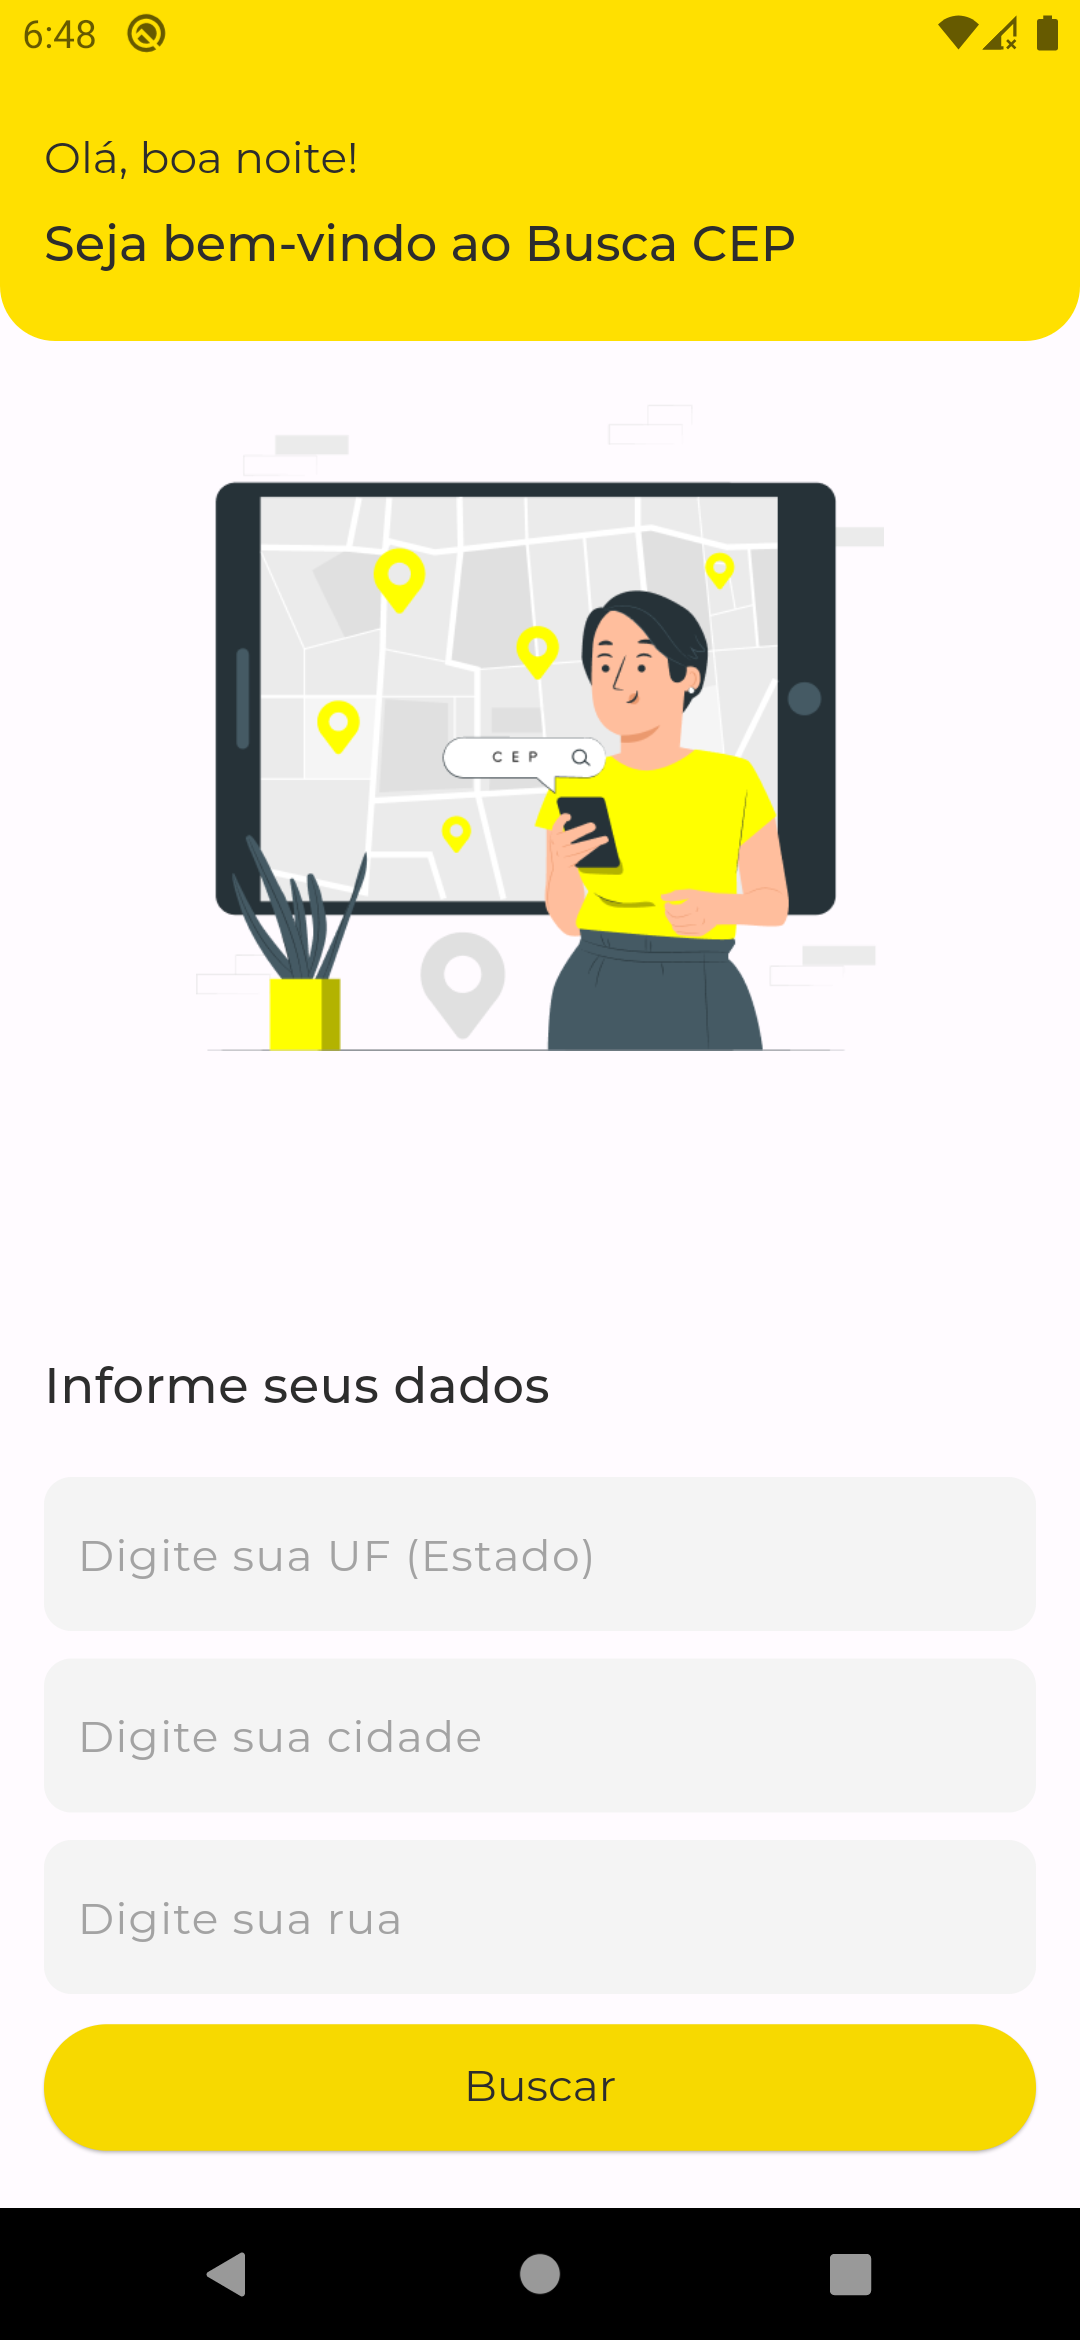 6:48
Olá, boa noite!
Seja bem-vindo ao Busca CEP
CEP
Informe seus dados
Digite sua UF (Estado)
Digite sua cidade
Digite sua rua
Buscar